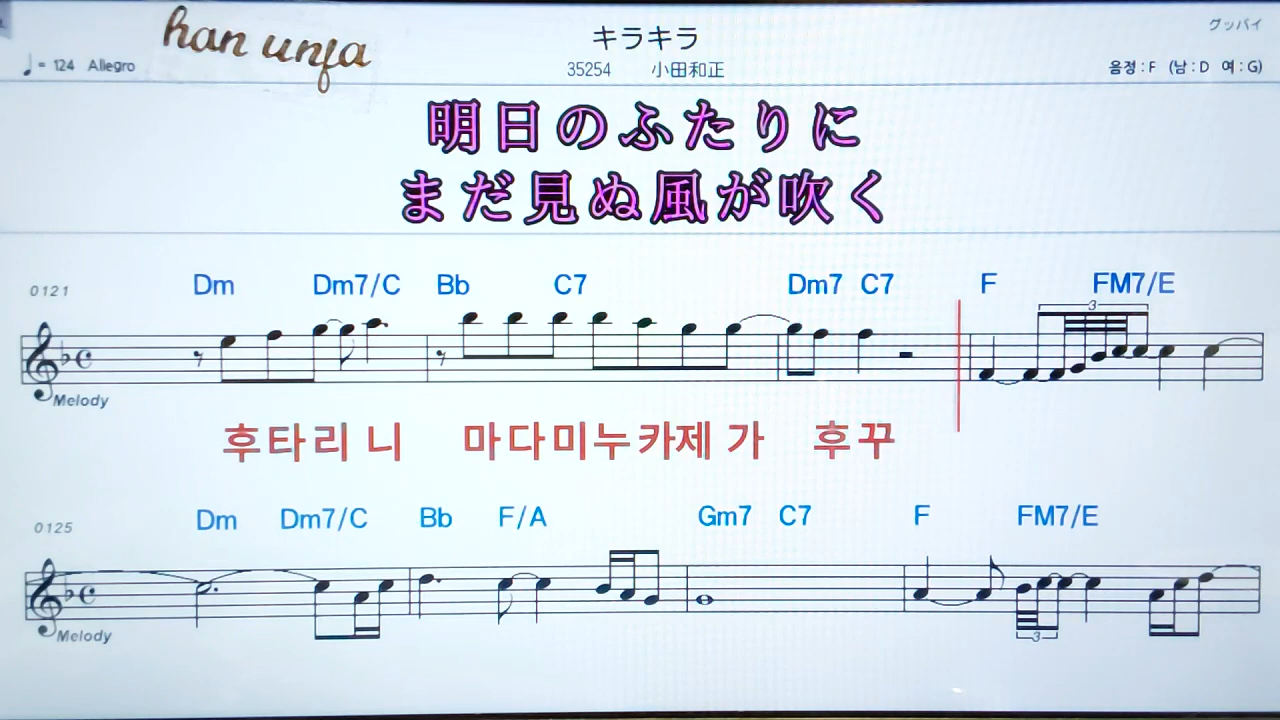 han unja
キラキラ
グッバイ
♩= 124 Allegro
35254 小田和正
음정 : F (남 : D 여 : G)
明日のふたりに
まだ見ぬ風が吹く
0121
Dm Dm7/C Bb C7 Dm7 C7 F FM7/E
3
Melody
후타리 니 마다미누카제 가 후꾸
0125
Dm Dm7/C Bb F/A Gm7 C7 F FM7/E
Melody
3